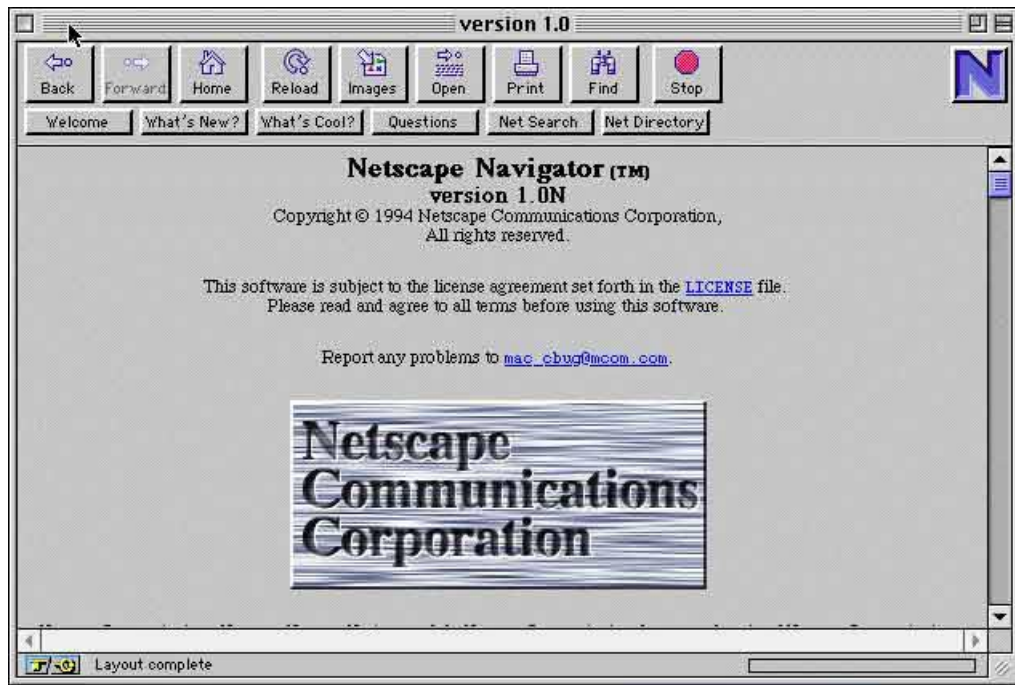 version 1.0
Back Forward Home Reload Images Open Print Find Stop
N
Welcome What's New? What's Cool? Questions Net Search Net Directory
Netscape Navigator (TM)
version 1.0N
Copyright © 1994 Netscape Communications Corporation,
All rights reserved.
This software is subject to the license agreement set forth in the LICENSE file.
Please read and agree to all terms before using this software.
Report any problems to mac_cbug@mcom.com.
Netscape
Communications
Corporation
Layout complete